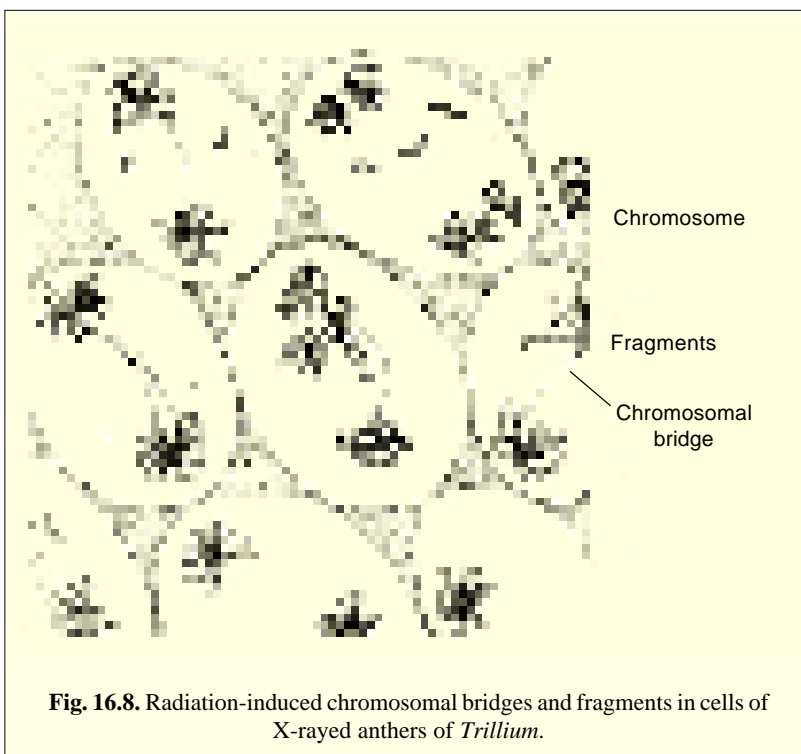 Chromosome
Fragments
Chromosomal
bridge
Fig. 16.8. Radiation-induced chromosomal bridges and fragments in cells of
X-rayed anthers of Trillium.